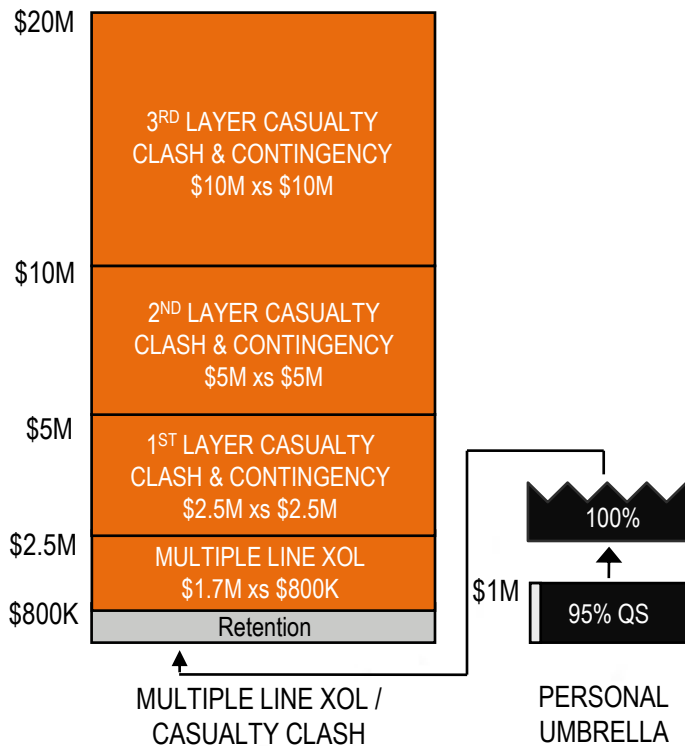 $20M
3RD LAYER CASUALTY
CLASH & CONTINGENCY
$10M xs $10M
$10M
2ND LAYER CASUALTY
CLASH & CONTINGENCY
$5M xs $5M
$5M
1ST LAYER CASUALTY
CLASH & CONTINGENCY
$2.5M xs $2.5M
$2.5M
MULTIPLE LINE XOL
$1.7M xs $800K
$800K
Retention
100%
$1M
95% QS
MULTIPLE LINE XOL /
CASUALTY CLASH
PERSONAL
UMBRELLA